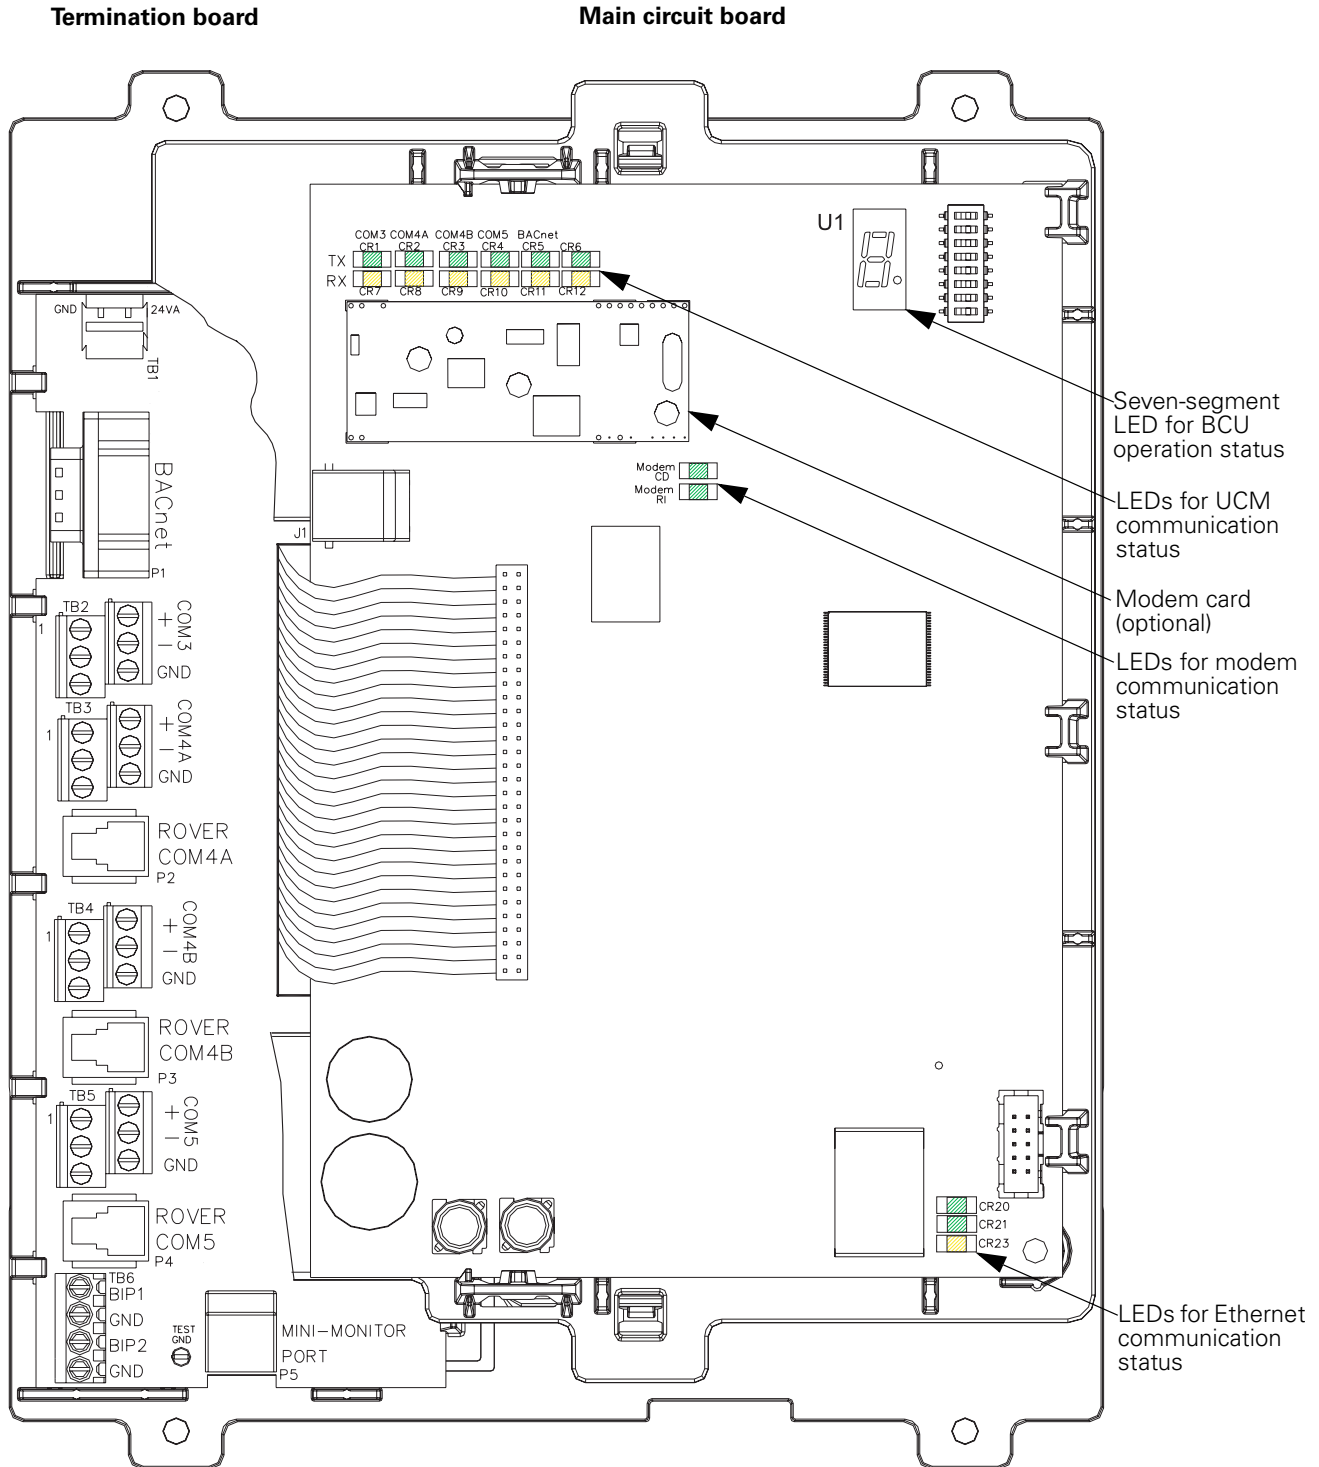 Termination board
Main circuit board
COM3 COM4A COM4B COM5 BACnet
CR1 CR2 CR3 CR4 CR5 CR6
TX
RX
CR7 CR8 CR9 CR10 CR11 CR12
U1
GND
24VA
TB1
BACnet
P1
J1
Modem
CD
Modem
RI
Seven-segment
LED for BCU
operation status
LEDs for UCM
communication
status
Modem card
(optional)
LEDs for modem
communication
status
TB2
1
+
−
GND
COM3
TB3
1
+
−
GND
COM4A
ROVER
COM4A
P2
TB4
1
+
−
GND
COM4B
ROVER
COM4B
P3
TB5
1
+
−
GND
COM5
ROVER
COM5
P4
TB6
BIP1
GND
BIP2
GND
TEST
GND
MINI-MONITOR
PORT
P5
CR20
CR21
CR23
LEDs for Ethernet
communication
status